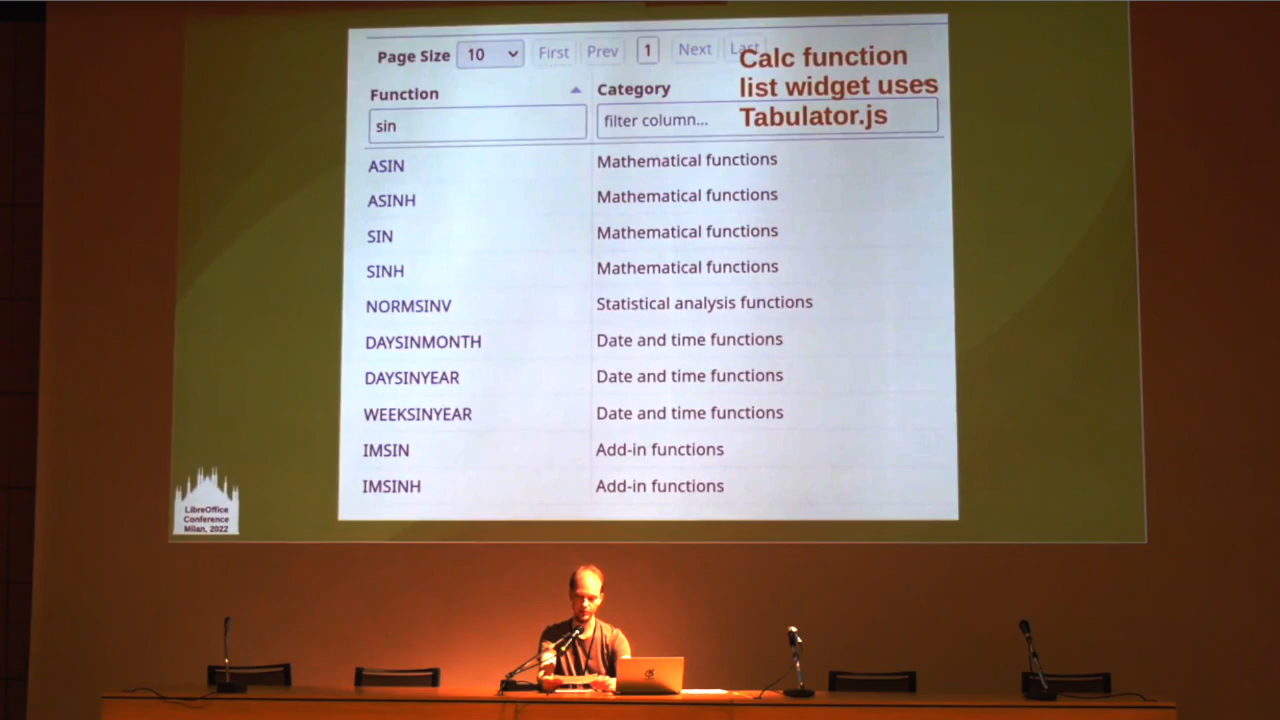 Page Size 10 First Prev 1 Next Last
Calc function
list widget uses
Tabulator.js
Function Category
sin filter column...
ASIN Mathematical functions
ASINH Mathematical functions
SIN Mathematical functions
SINH Mathematical functions
NORMSINV Statistical analysis functions
DAYSINMONTH Date and time functions
DAYSINYEAR Date and time functions
WEEKSINYEAR Date and time functions
IMSIN Add-in functions
IMSINH Add-in functions
LibreOffice
Conference
Milan, 2022